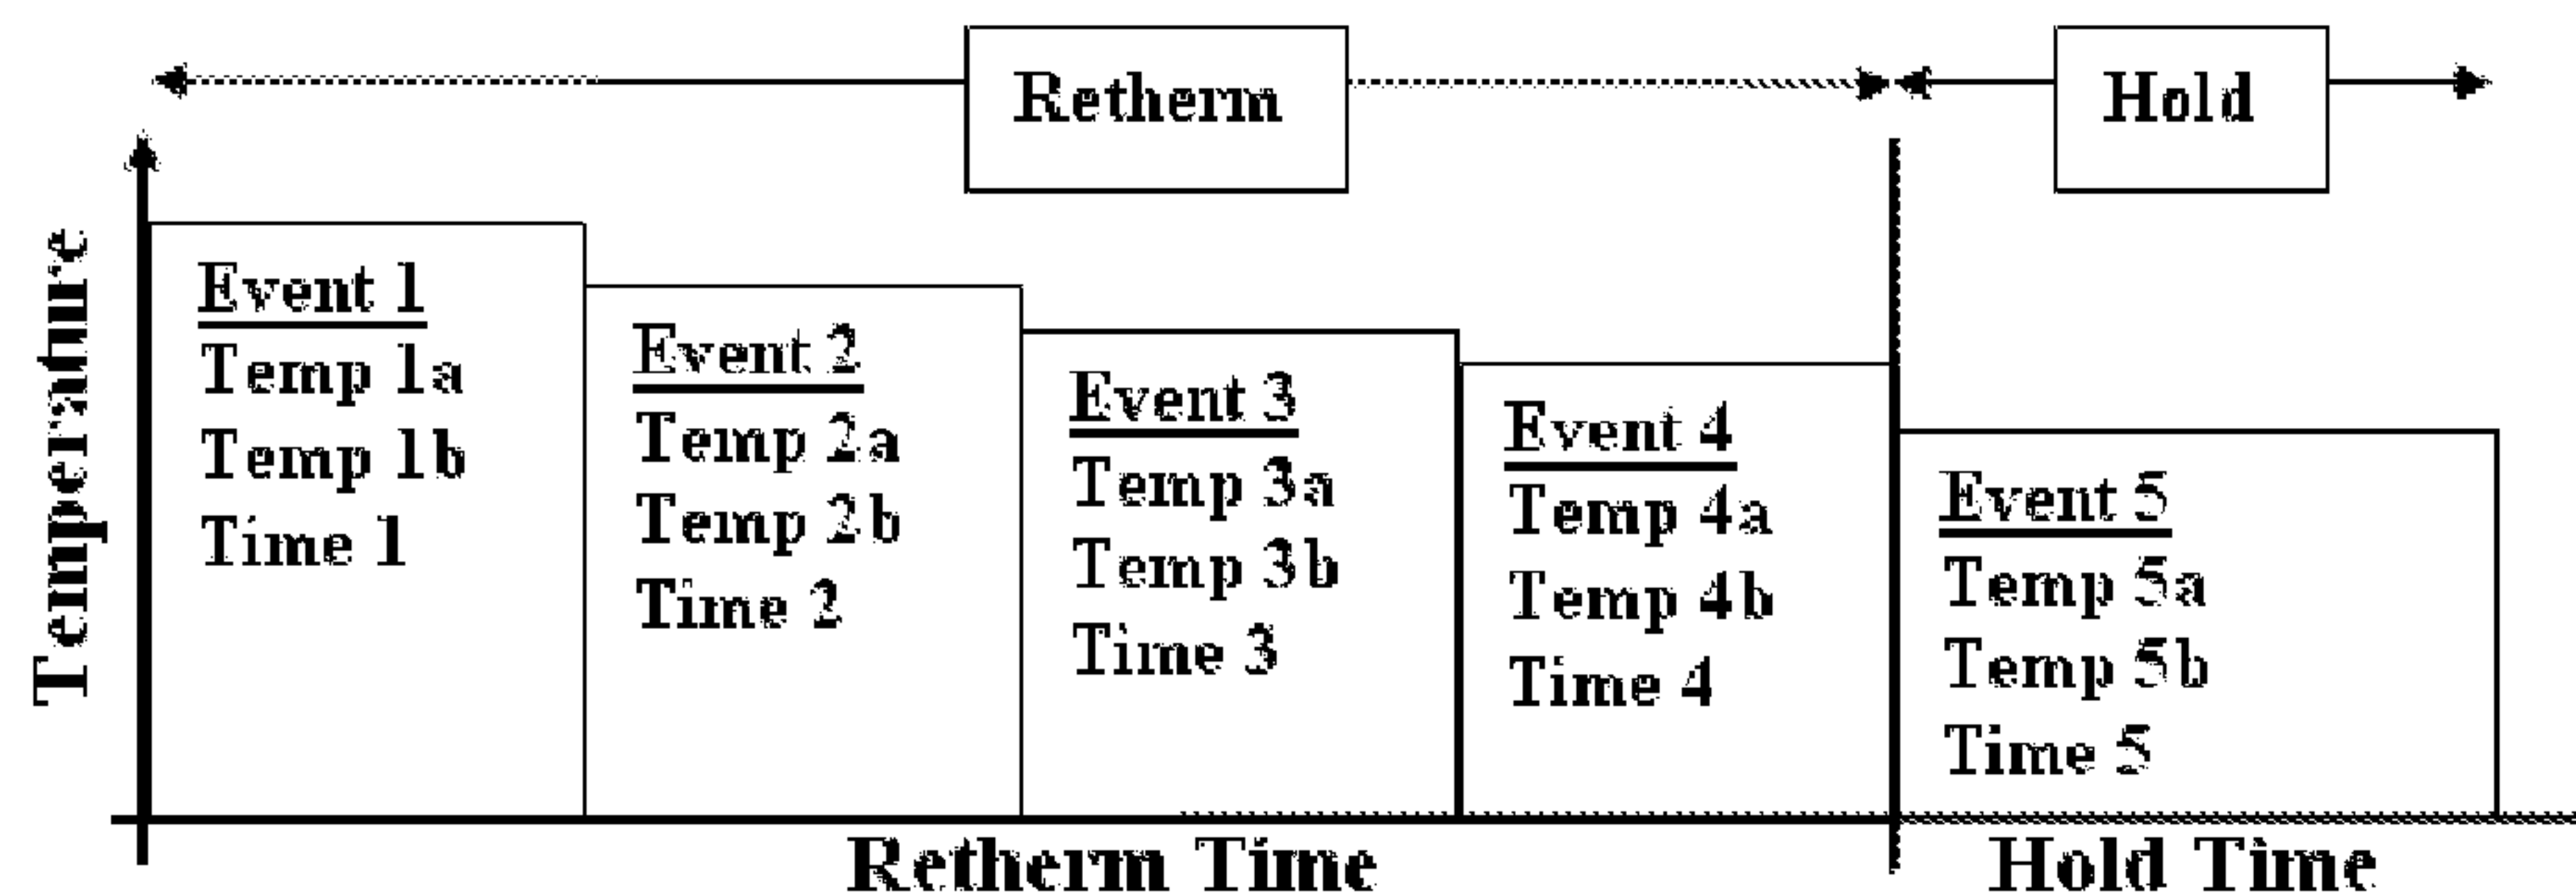 Retherm
Hold
Temperature
Event 1
Temp 1a
Temp 1b
Time 1
Event 2
Temp 2a
Temp 2b
Time 2
Event 3
Temp 3a
Temp 3b
Time 3
Event 4
Temp 4a
Temp 4b
Time 4
Event 5
Temp 5a
Temp 5b
Time 5
Retherm Time
Hold Time